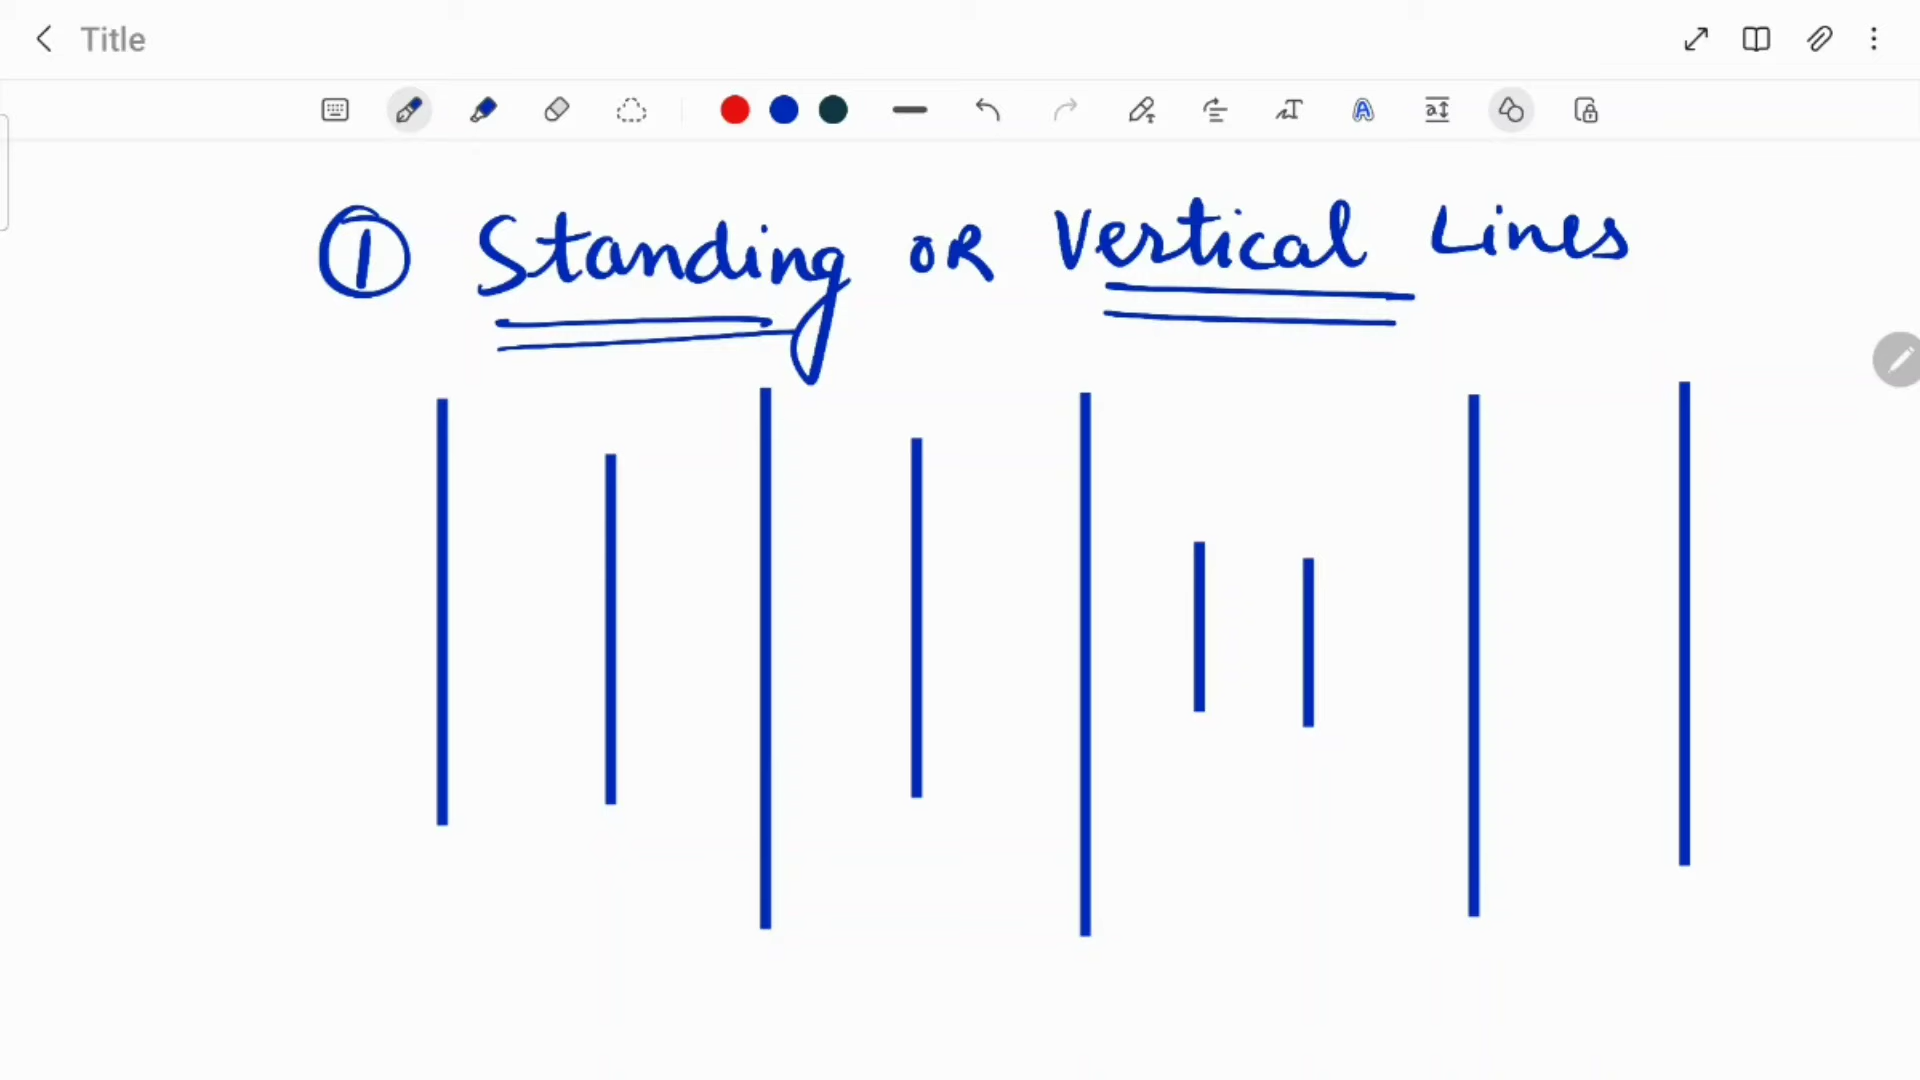 Title
① Standing OR Vertical Lines